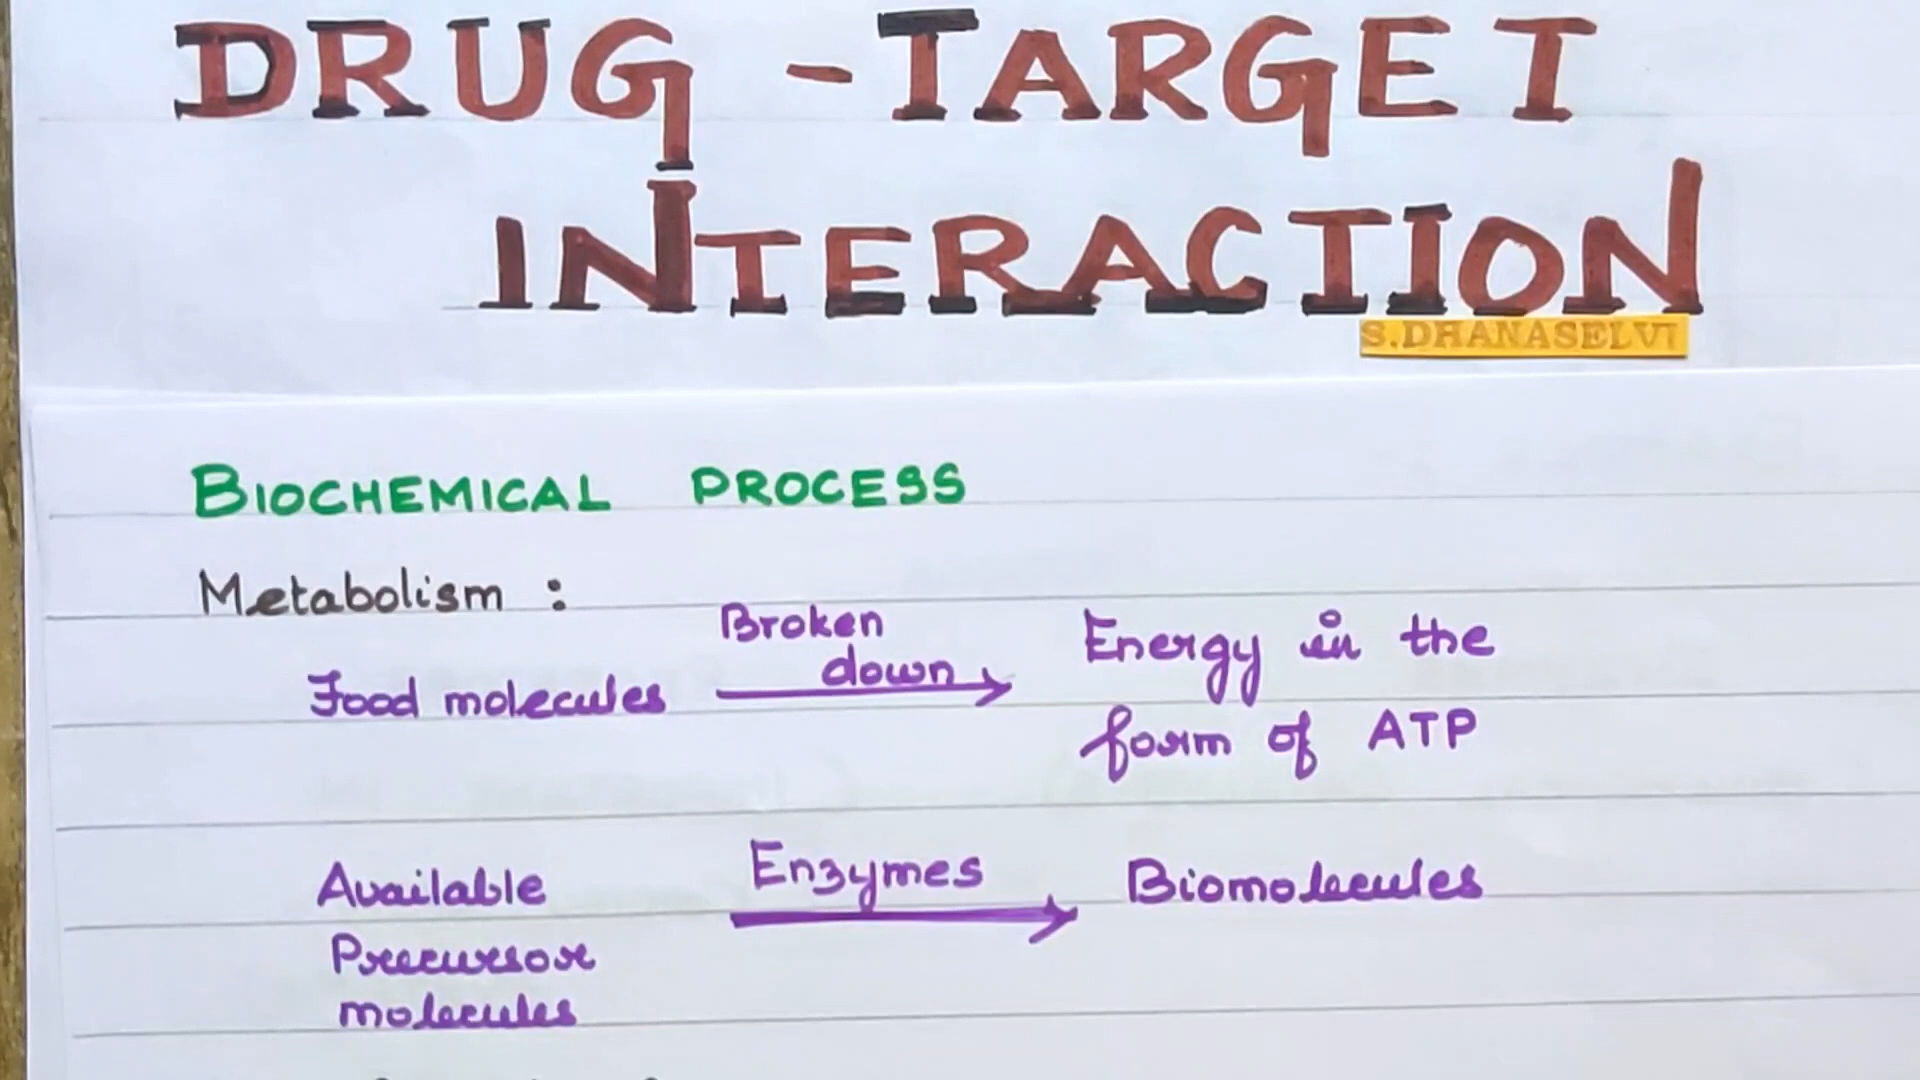 DRUG - TARGET
INTERACTION
S.DHANASELVI
BIOCHEMICAL PROCESS
Metabolism :
Food molecules Broken down Energy in the
form of ATP
Available Enzymes Biomolecules
Precursor
molecules